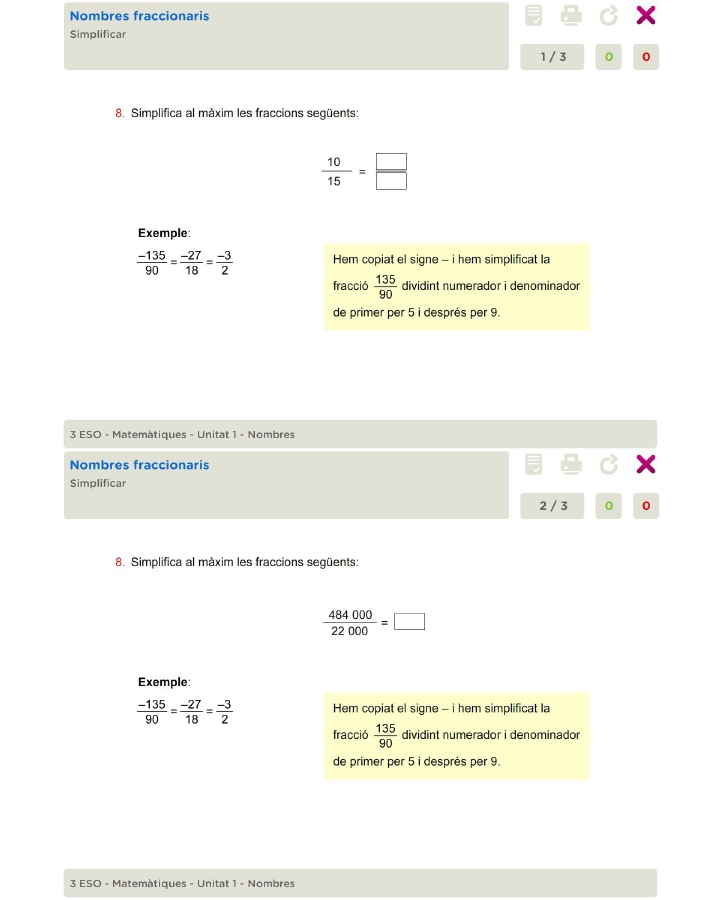 Nombres fraccionaris
Simplificar
1 / 3 0 0
8. Simplifica al màxim les fraccions següents:
10
15
=
Exemple:
–135
90
=
–27
18
=
–3
2
Hem copiat el signe – i hem simplificat la
fracció 135/90 dividint numerador i denominador
de primer per 5 i després per 9.
3 ESO - Matemàtiques - Unitat 1 - Nombres
Nombres fraccionaris
Simplificar
2 / 3 0 0
8. Simplifica al màxim les fraccions següents:
484 000
22 000
=
Exemple:
–135
90
=
–27
18
=
–3
2
Hem copiat el signe – i hem simplificat la
fracció 135/90 dividint numerador i denominador
de primer per 5 i després per 9.
3 ESO - Matemàtiques - Unitat 1 - Nombres